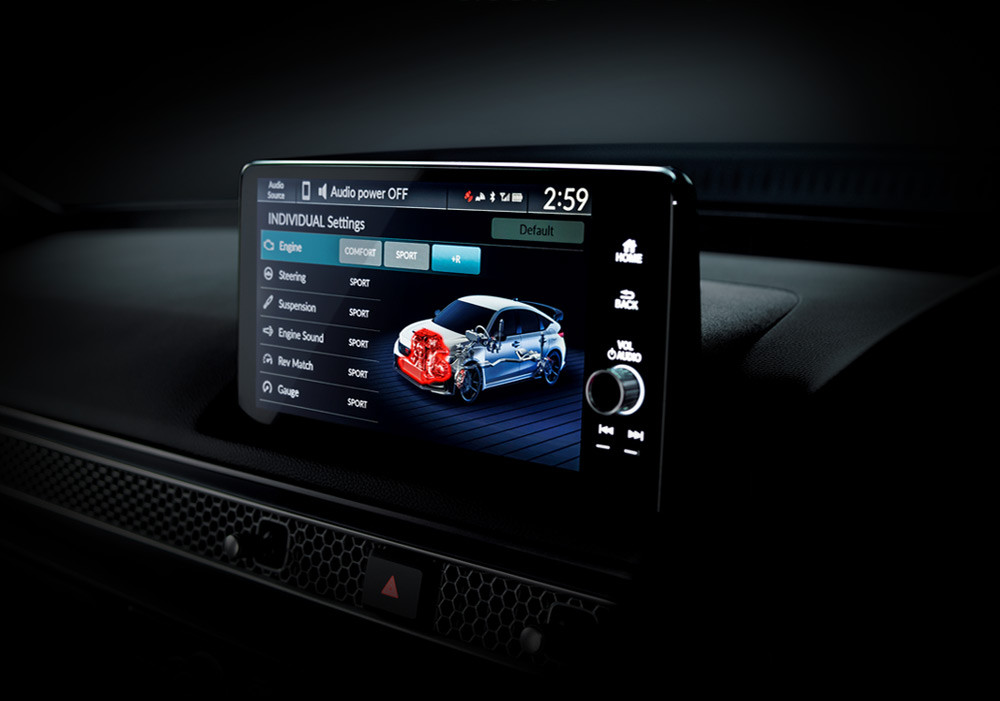 Audio
Source
Audio power OFF
2:59
INDIVIDUAL Settings
Default
Engine
COMFORT
SPORT
+R
Steering
SPORT
Suspension
SPORT
Engine Sound
SPORT
Rev Match
SPORT
Gauge
SPORT
HOME
BACK
VOL
AUDIO